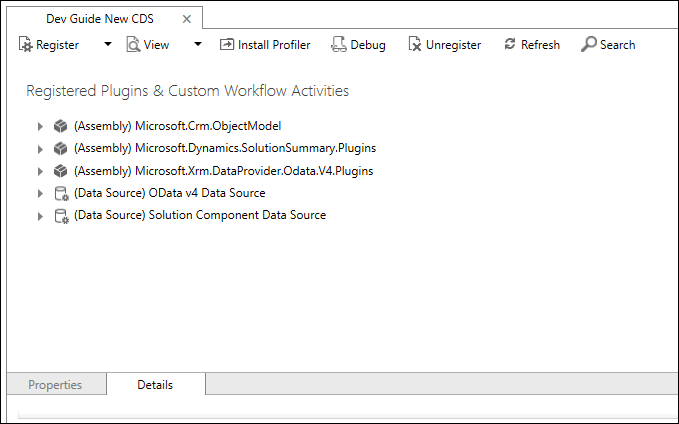 Dev Guide New CDS
Register View Install Profiler Debug Unregister Refresh Search
Registered Plugins & Custom Workflow Activities
(Assembly) Microsoft.Crm.ObjectModel
(Assembly) Microsoft.Dynamics.SolutionSummary.Plugins
(Assembly) Microsoft.Xrm.DataProvider.Odata.V4.Plugins
(Data Source) OData v4 Data Source
(Data Source) Solution Component Data Source
Properties Details